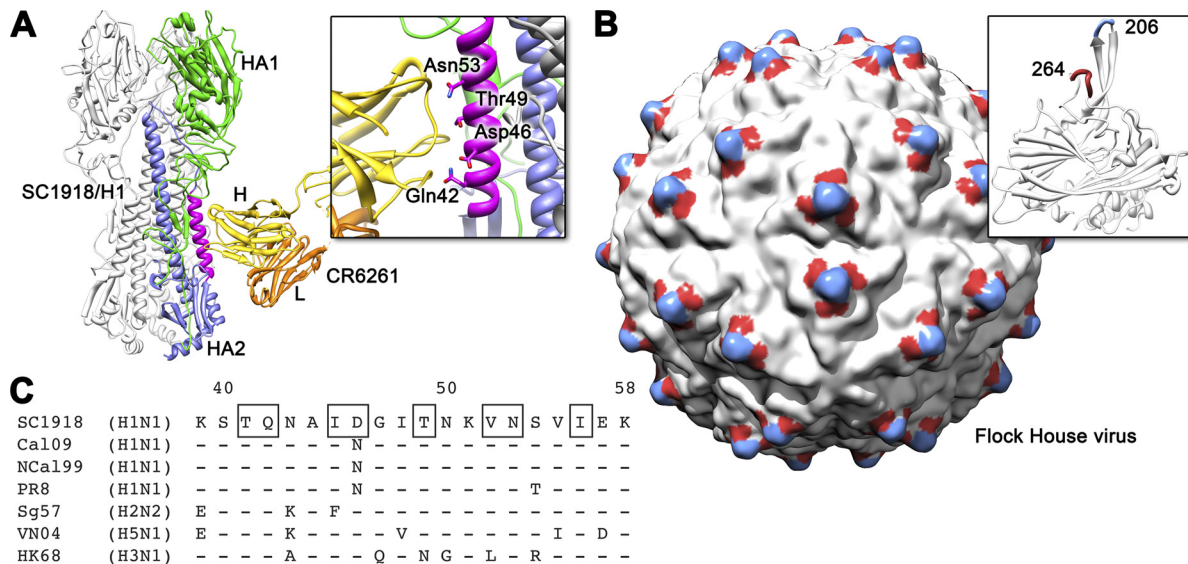 A
HA1
SC1918/H1
H
L
CR6261
HA2
Asn53
Thr49
Asp46
Gln42
B
206
264
Flock House virus
C
40 50 58
SC1918 (H1N1) K S T Q N A I D G I T N K V N S V I E K
Cal09 (H1N1) - - - - - - - N - - - - - - - - - - - -
NCal99 (H1N1) - - - - - - - N - - - - - - - - - - - -
PR8 (H1N1) - - - - - - - N - - - - - - - T - - - -
Sg57 (H2N2) E - - - K - F - - - - - - - - - - - - -
VN04 (H5N1) E - - - K - - - - V - - - - - - I - D -
HK68 (H3N1) - - - - A - - - Q - N G - L - R - - - -